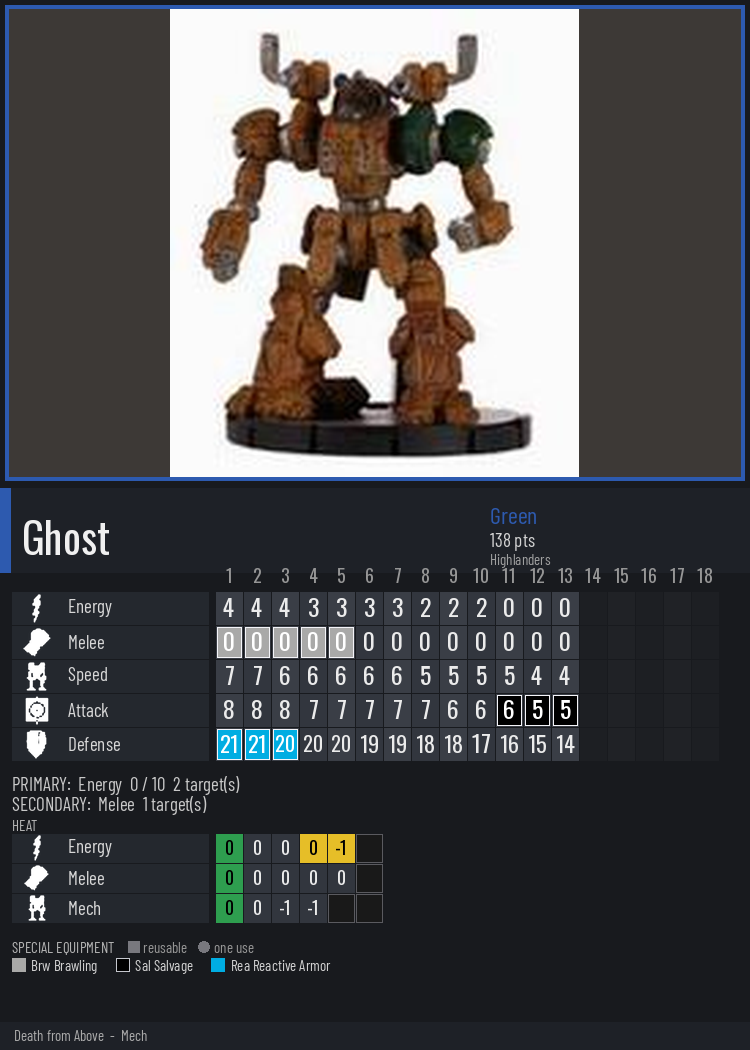 Ghost
Green
138 pts
Highlanders
1 2 3 4 5 6 7 8 9 10 11 12 13 14 15 16 17 18
Energy 4 4 4 3 3 3 3 2 2 2 0 0 0
Melee 0 0 0 0 0 0 0 0 0 0 0 0 0
Speed 7 7 6 6 6 6 6 5 5 5 5 4 4
Attack 8 8 8 7 7 7 7 7 6 6 6 5 5
Defense 21 21 20 20 20 19 19 18 18 17 16 15 14
PRIMARY: Energy 0 / 10 2 target(s)
SECONDARY: Melee 1 target(s)
HEAT
Energy 0 0 0 0 -1
Melee 0 0 0 0 0
Mech 0 0 -1 -1
SPECIAL EQUIPMENT reusable one use
Brw Brawling Sal Salvage Rea Reactive Armor
Death from Above - Mech